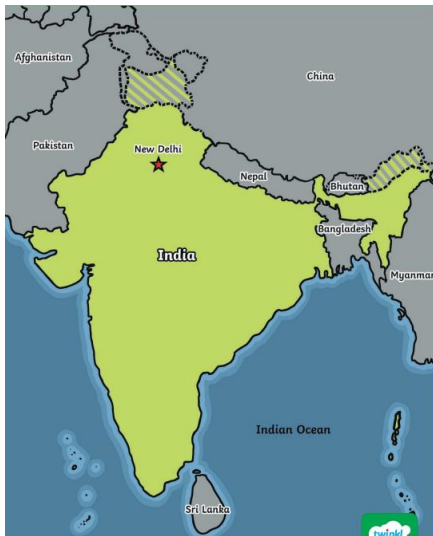 Afghanistan
China
Pakistan
New Delhi
Nepal
Bhutan
Bangladesh
India
Myanmar
Indian Ocean
Sri Lanka
twinkl